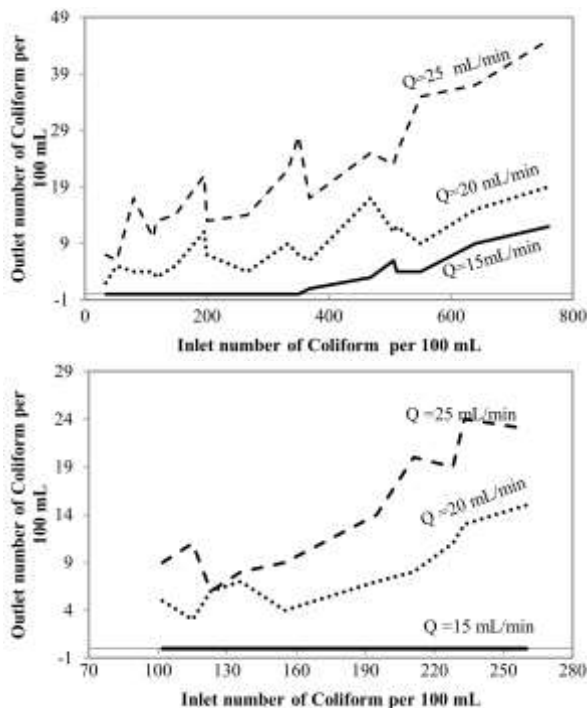 Outlet number of Coliform per
100 mL
49
39
29
19
9
-1
Q=25 mL/min
Q=20 mL/min
Q=15mL/min
0
200
400
600
800
Inlet number of Coliform per 100 mL
Outlet number of Coliform per
100 mL
29
24
19
14
9
4
-1
Q =25 mL/min
Q =20 mL/min
Q =15 mL/min
70
100
130
160
190
220
250
280
Inlet number of Coliform per 100 mL